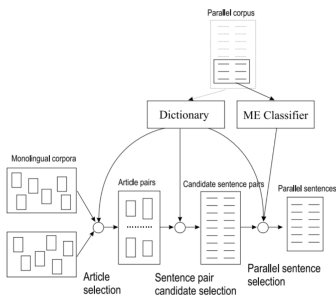 Parallel corpus
Dictionary
ME Classifier
Monolingual corpora
Article pairs
Candidate sentence pairs
Parallel sentences
Article
selection
Sentence pair
candidate selection
Parallel sentence
selection